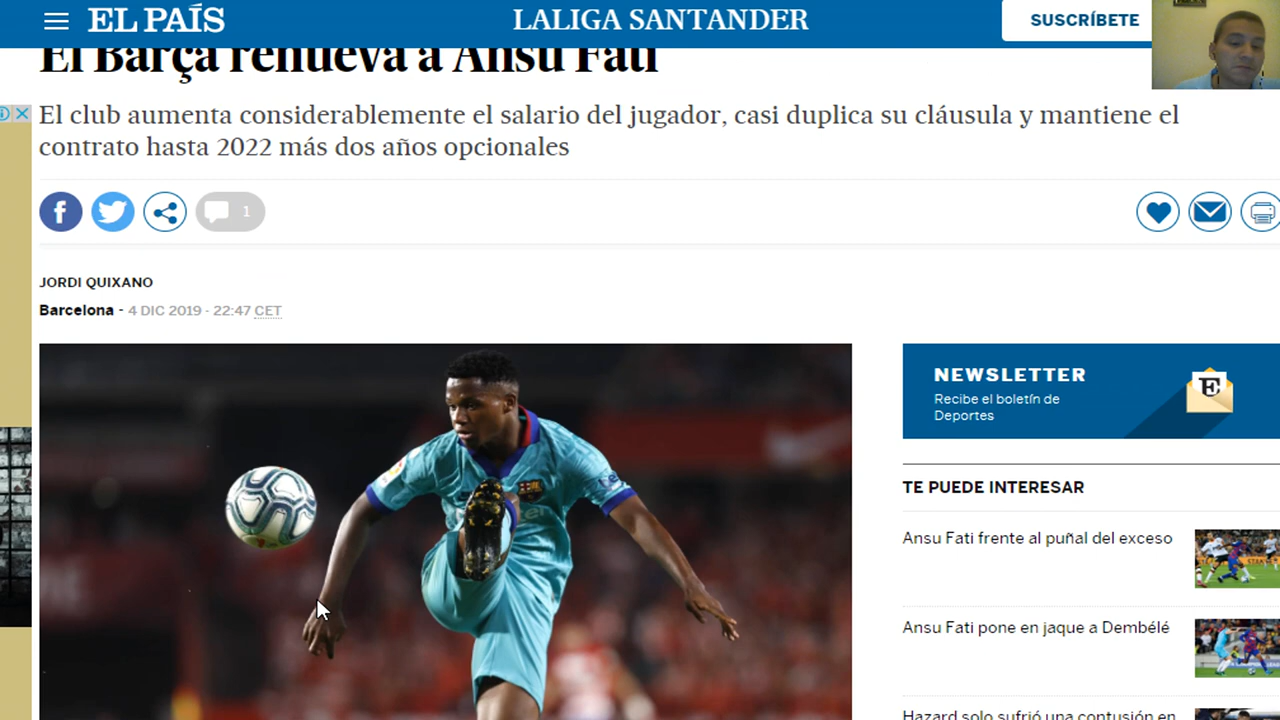 EL PAÍS
LALIGA SANTANDER
SUSCRÍBETE
El Barça renueva a Ansu Fati
El club aumenta considerablemente el salario del jugador, casi duplica su cláusula y mantiene el
contrato hasta 2022 más dos años opcionales
1
JORDI QUIXANO
Barcelona - 4 DIC 2019 - 22:47 CET
NEWSLETTER
Recibe el boletín de
Deportes
E
TE PUEDE INTERESAR
Ansu Fati frente al puñal del exceso
Ansu Fati pone en jaque a Dembélé
Hazard solo sufrió una contusión en